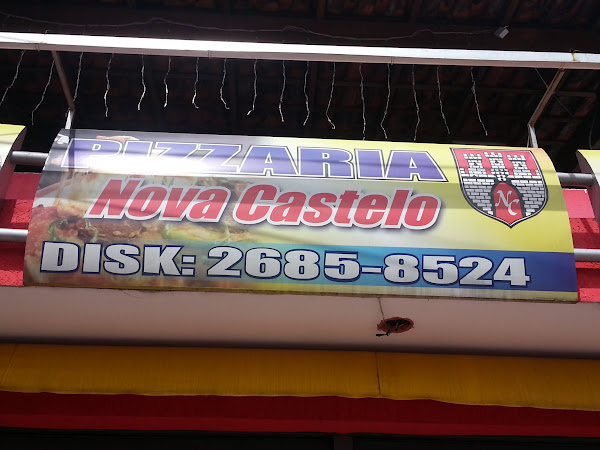 PIZZARIA
Nova Castelo
NC
DISK: 2685-8524